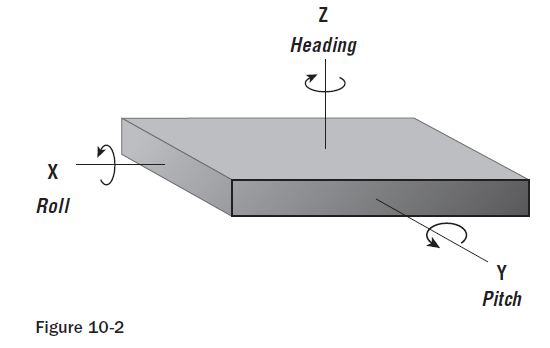 Z
Heading
X
Roll
Y
Pitch
Figure 10-2